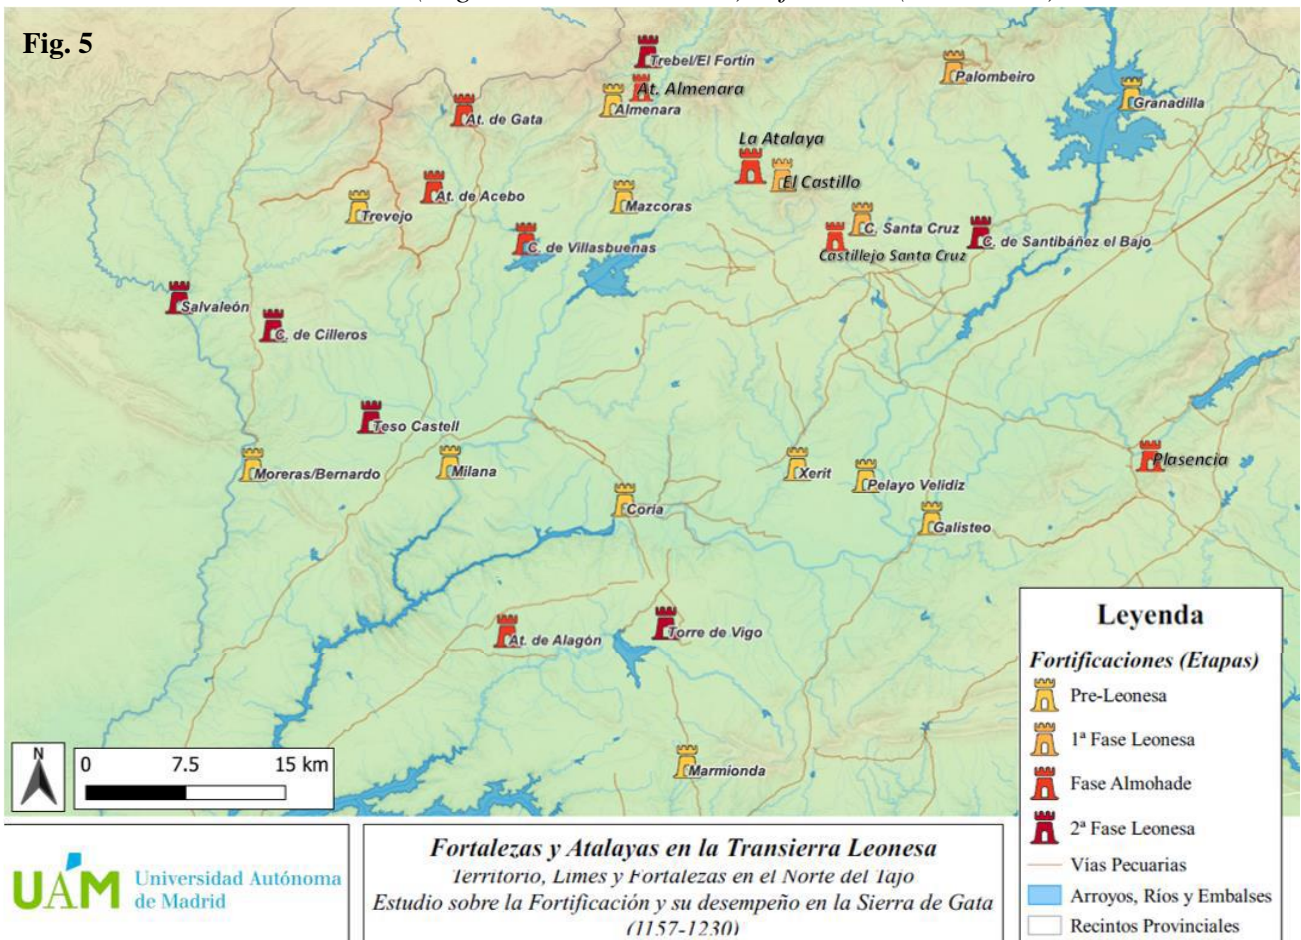 Fig. 5
Trebel/El Fortín
At. Almenara
Almenara
Palombeiro
Granadilla
At. de Gata
La Atalaya
El Castillo
At. de Acebo
Trevejo
Mazcoras
C. Santa Cruz
C. de Villasbuenas
Castillejo Santa Cruz
C. de Santibáñez el Bajo
Salvaleón
C. de Cilleros
Teso Castell
Moreras/Bernardo
Milana
Xerit
Pelayo Velidiz
Plasencia
Coria
Galisteo
At. de Alagón
Torre de Vigo
Marmionda
N
0 7.5 15 km
Leyenda
Fortificaciones (Etapas)
Pre-Leonesa
1ª Fase Leonesa
Fase Almohade
2ª Fase Leonesa
Vías Pecuarias
Arroyos, Ríos y Embalses
Recintos Provinciales
UAM Universidad Autónoma
de Madrid
Fortalezas y Atalayas en la Transierra Leonesa
Territorio, Limes y Fortalezas en el Norte del Tajo
Estudio sobre la Fortificación y su desempeño en la Sierra de Gata
(1157-1230)